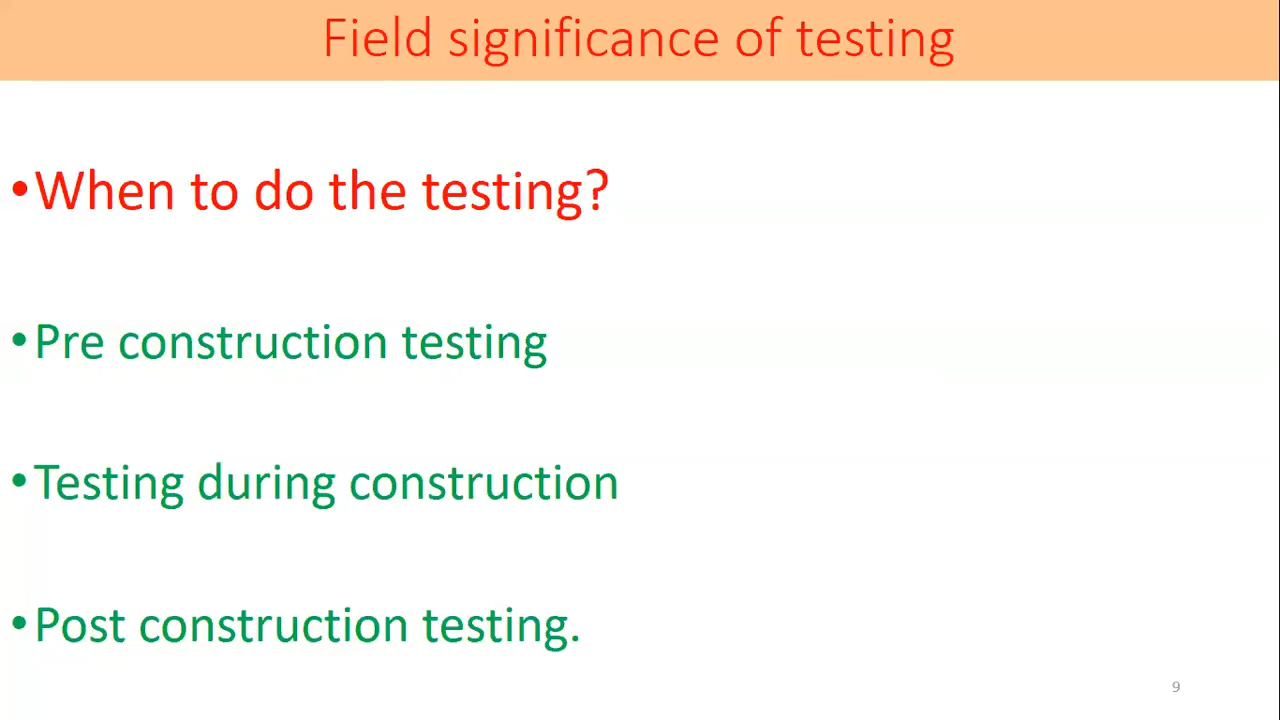 Field significance of testing
•When to do the testing?
•Pre construction testing
•Testing during construction
•Post construction testing.
9